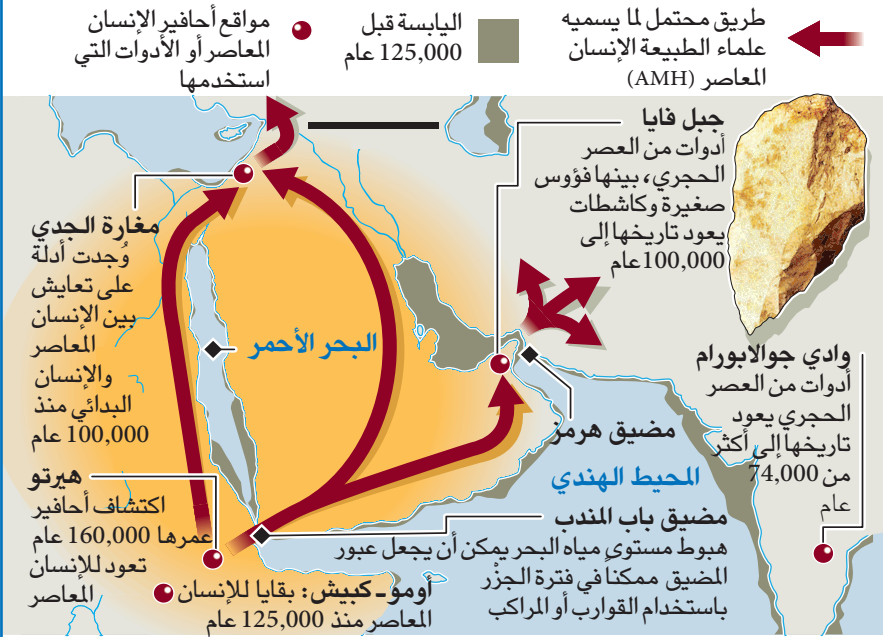 طريق محتمل لما يسميه
علماء الطبيعة الإنسان
المعاصر (AMH)
اليابسة قبل
125,000 عام
مواقع أحافير الإنسان
المعاصر أو الأدوات التي
استخدمها
جبل فايا
أدوات من العصر
الحجري، بينها فؤوس
صغيرة وكاشطات
يعود تاريخها إلى
100,000 عام
مغارة الجدي
وُجدت أدلة
على تعايش
بين الإنسان
المعاصر
والإنسان
البدائي منذ
100,000 عام
البحر الأحمر
وادي جوالابورام
أدوات من العصر
الحجري يعود
تاريخها إلى أكثر
من 74,000
عام
مضيق هرمز
المحيط الهندي
هيرتو
اكتشاف أحافير
عمرها 160,000 عام
تعود للإنسان
المعاصر
مضيق باب المندب
هبوط مستوى مياه البحر يمكن أن يجعل عبور
المضيق ممكناً في فترة الجزْر
باستخدام القوارب أو المراكب
أومو ـ كبيش: بقايا للإنسان
المعاصر منذ 125,000 عام